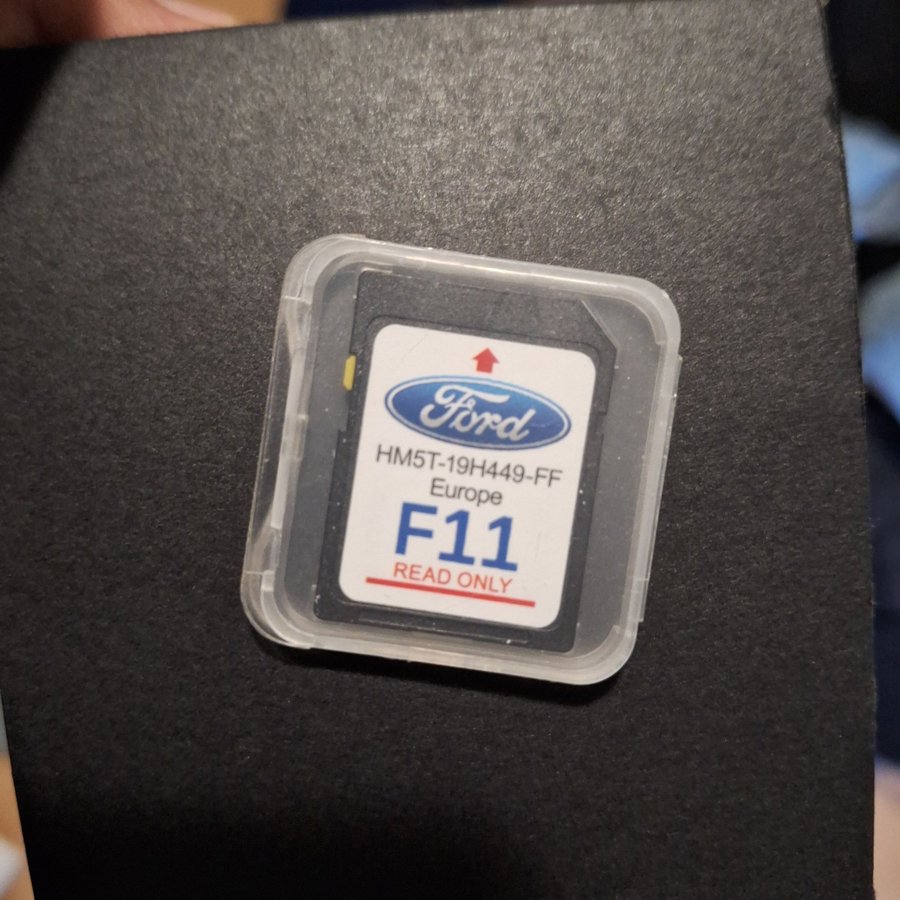 Ford
HM5T-19H449-FF
Europe
F11
READ ONLY